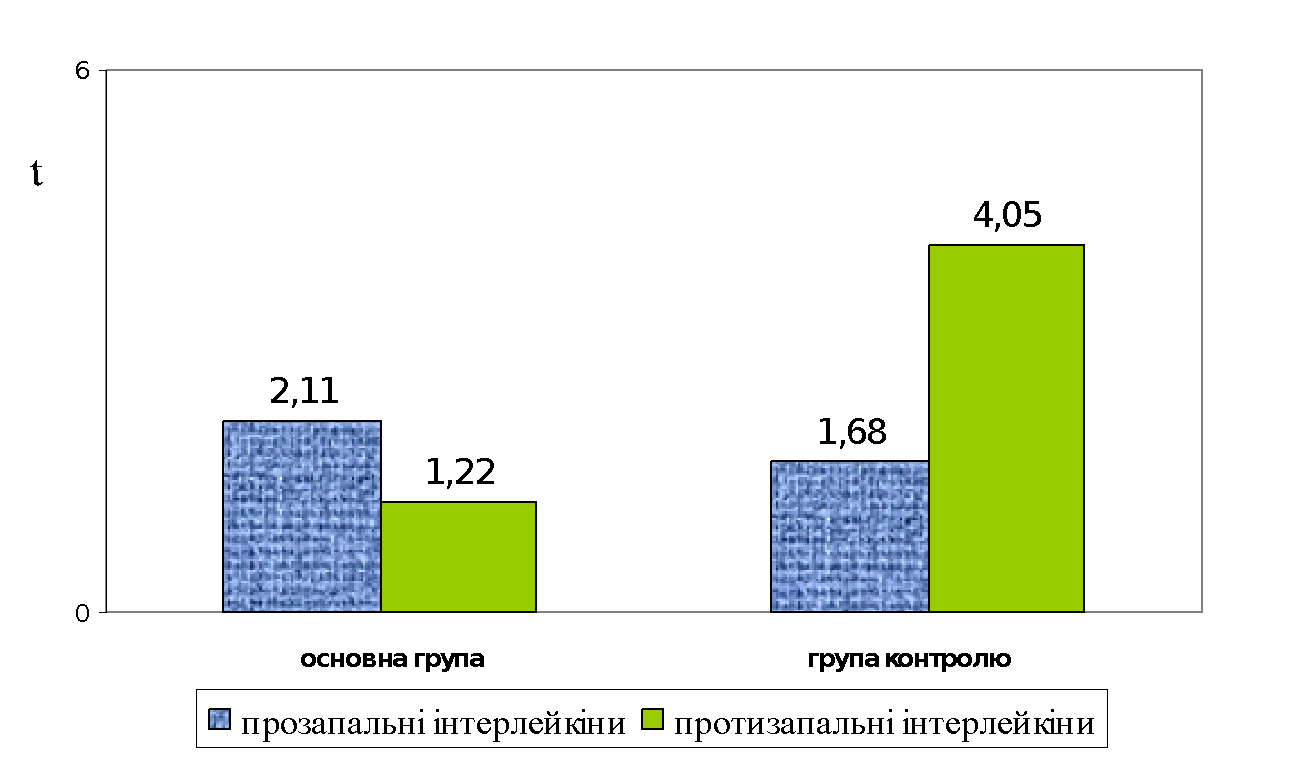 6
t
4,05
2,11
1,68
1,22
0
основна група група контролю
прозапальні інтерлейкіни протизапальні інтерлейкіни